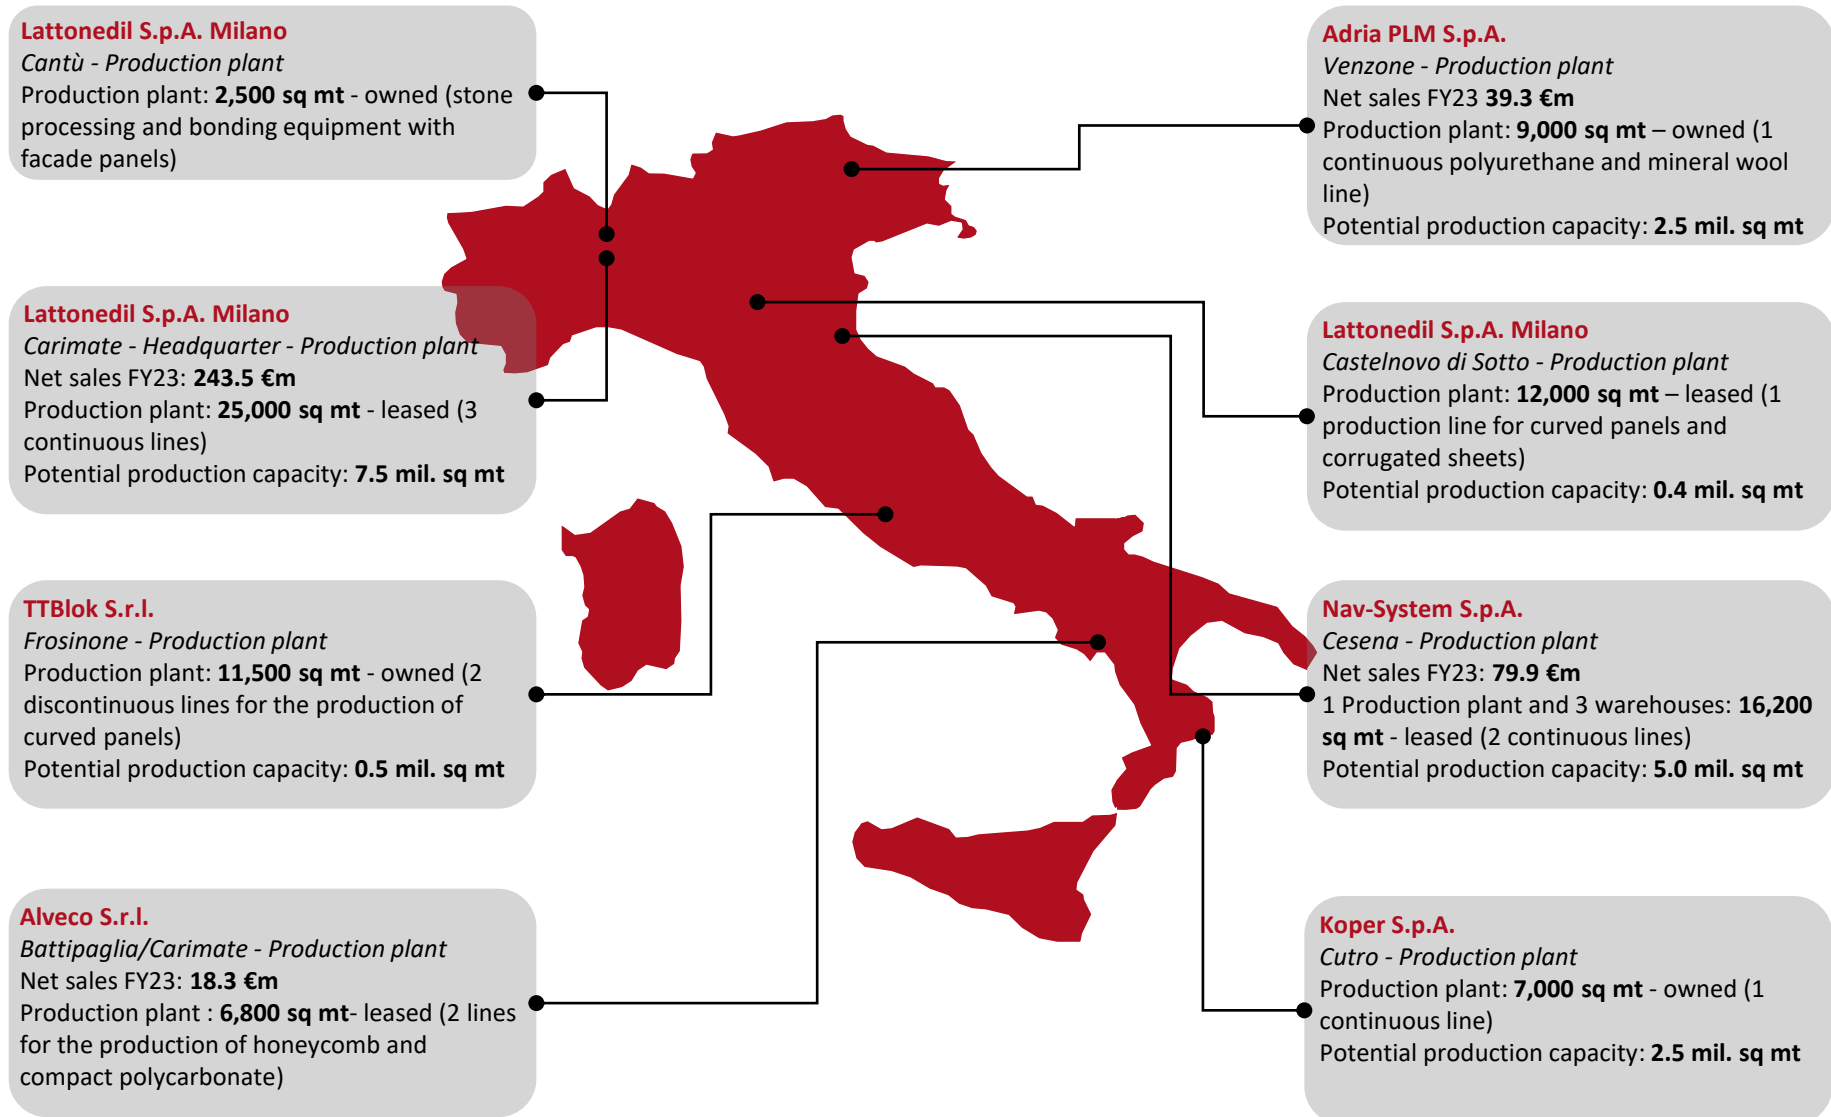 Lattonedil S.p.A. Milano
Cantù - Production plant
Production plant: 2,500 sq mt - owned (stone
processing and bonding equipment with
facade panels)
Lattonedil S.p.A. Milano
Carimate - Headquarter - Production plant
Net sales FY23: 243.5 €m
Production plant: 25,000 sq mt - leased (3
continuous lines)
Potential production capacity: 7.5 mil. sq mt
TTBlok S.r.l.
Frosinone - Production plant
Production plant: 11,500 sq mt - owned (2
discontinuous lines for the production of
curved panels)
Potential production capacity: 0.5 mil. sq mt
Alveco S.r.l.
Battipaglia/Carimate - Production plant
Net sales FY23: 18.3 €m
Production plant : 6,800 sq mt- leased (2 lines
for the production of honeycomb and
compact polycarbonate)
Adria PLM S.p.A.
Venzone - Production plant
Net sales FY23 39.3 €m
Production plant: 9,000 sq mt – owned (1
continuous polyurethane and mineral wool
line)
Potential production capacity: 2.5 mil. sq mt
Lattonedil S.p.A. Milano
Castelnovo di Sotto - Production plant
Production plant: 12,000 sq mt – leased (1
production line for curved panels and
corrugated sheets)
Potential production capacity: 0.4 mil. sq mt
Nav-System S.p.A.
Cesena - Production plant
Net sales FY23: 79.9 €m
1 Production plant and 3 warehouses: 16,200
sq mt - leased (2 continuous lines)
Potential production capacity: 5.0 mil. sq mt
Koper S.p.A.
Cutro - Production plant
Production plant: 7,000 sq mt - owned (1
continuous line)
Potential production capacity: 2.5 mil. sq mt